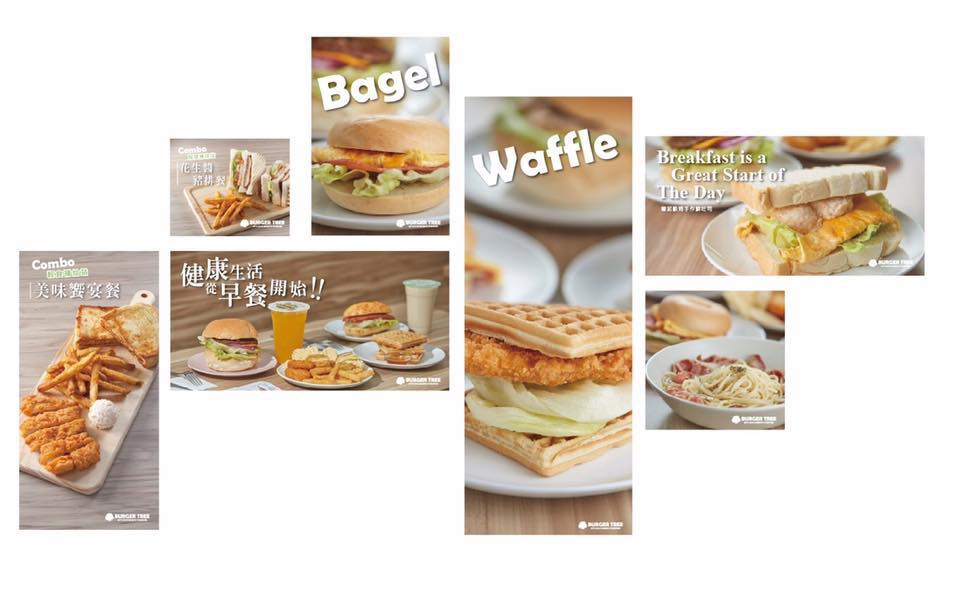 Combo
花生醬
豬排餐
BURGER TREE
Bagel
BURGER TREE
Waffle
BURGER TREE
Breakfast is a
Great Start of
The Day
BURGER TREE
Combo
美味饗宴餐
BURGER TREE
健康生活
從早餐開始!!
BURGER TREE
BURGER TREE